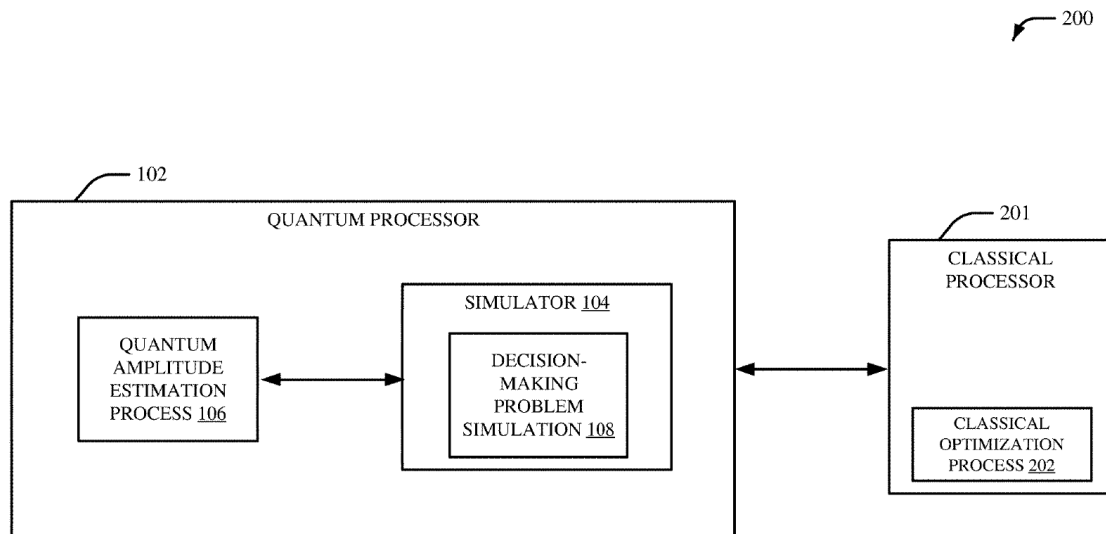 200
102
QUANTUM PROCESSOR
201
CLASSICAL
PROCESSOR
SIMULATOR 104
QUANTUM
AMPLITUDE
ESTIMATION
PROCESS 106
DECISION-
MAKING
PROBLEM
SIMULATION 108
CLASSICAL
OPTIMIZATION
PROCESS 202